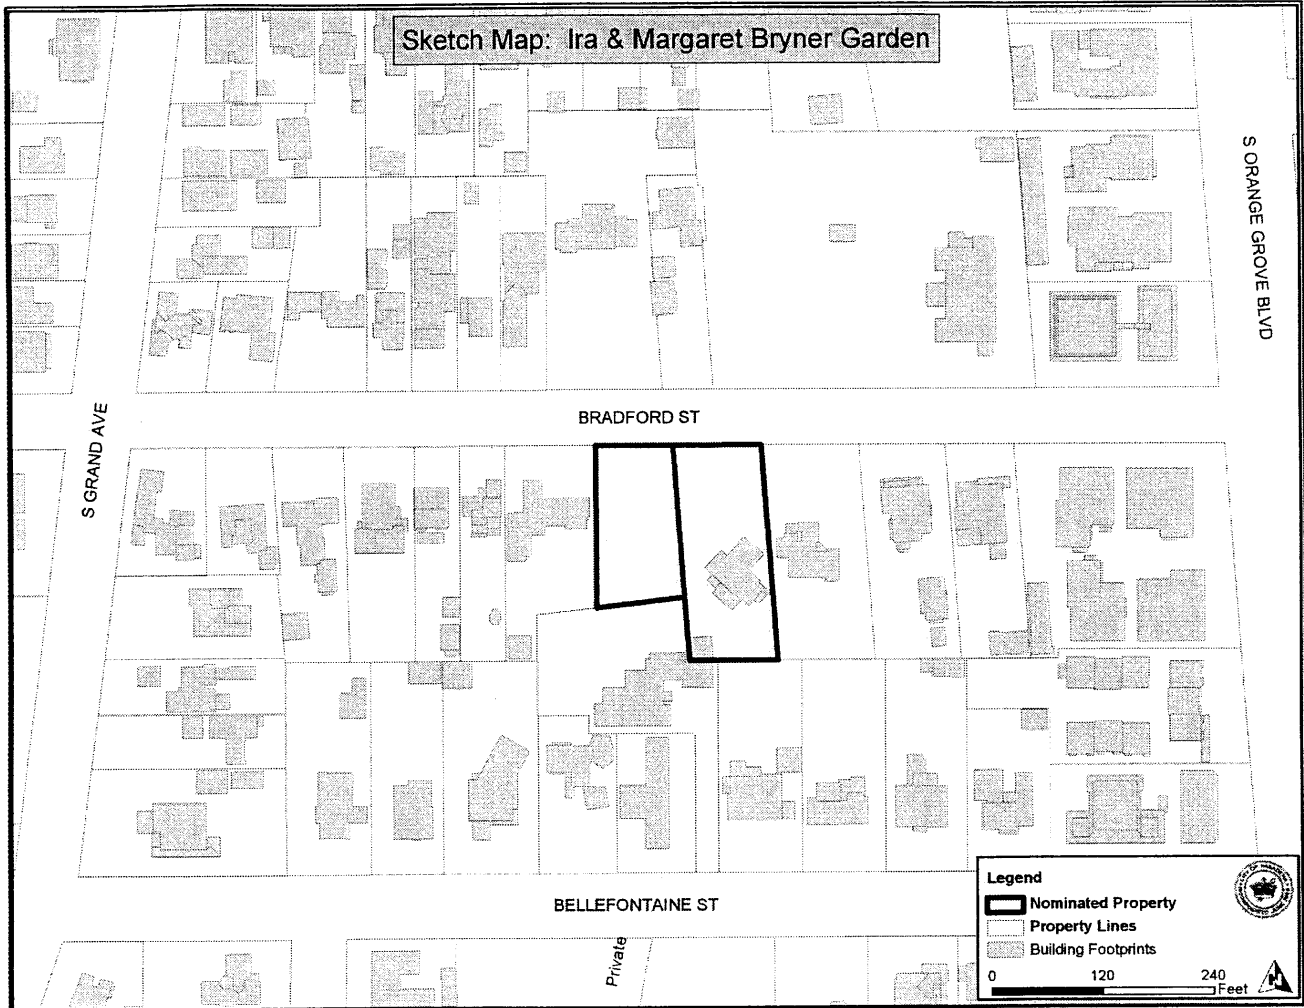 Sketch Map: Ira & Margaret Bryner Garden
S ORANGE GROVE BLVD
S GRAND AVE
BRADFORD ST
BELLEFONTAINE ST
Private
Legend
Nominated Property
Property Lines
Building Footprints
0 120 240
Feet
N